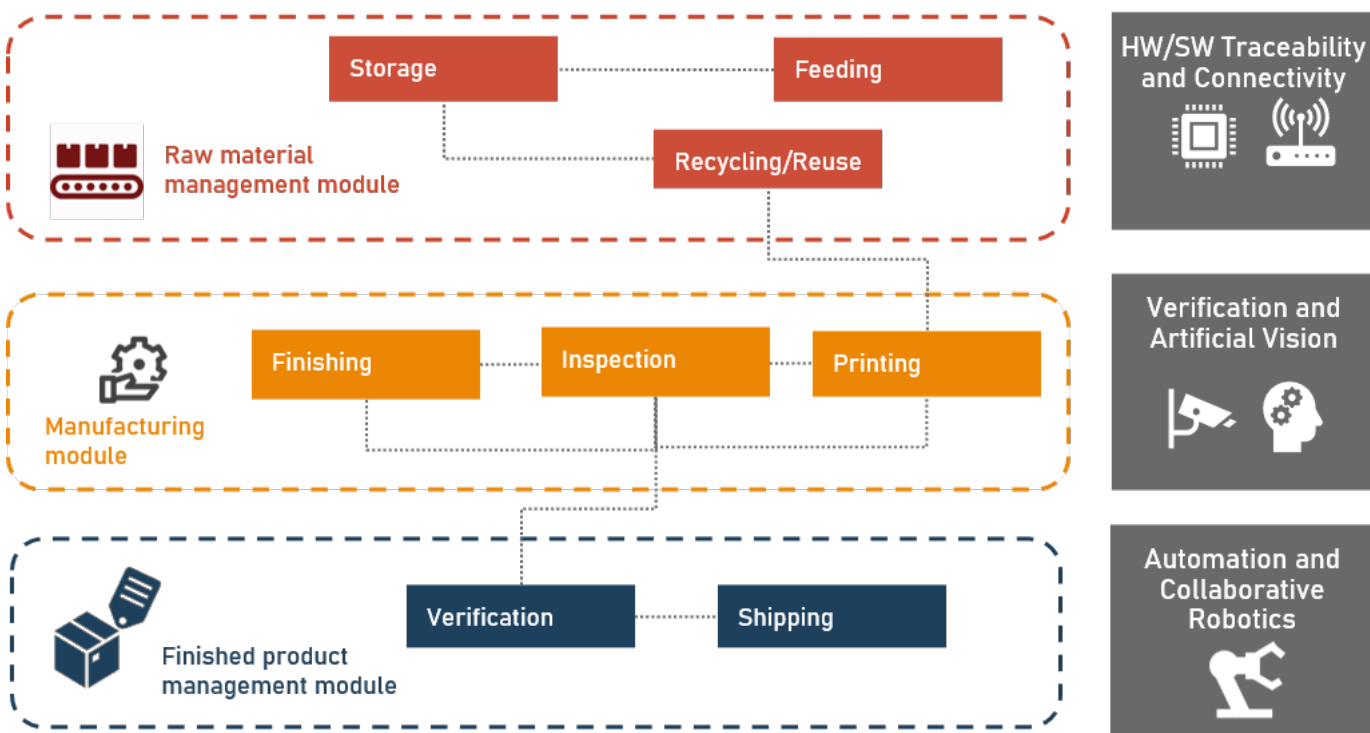 Storage
Feeding
Raw material
management module
Recycling/Reuse
HW/SW Traceability
and Connectivity
Finishing
Inspection
Printing
Manufacturing
module
Verification and
Artificial Vision
Verification
Shipping
Finished product
management module
Automation and
Collaborative
Robotics